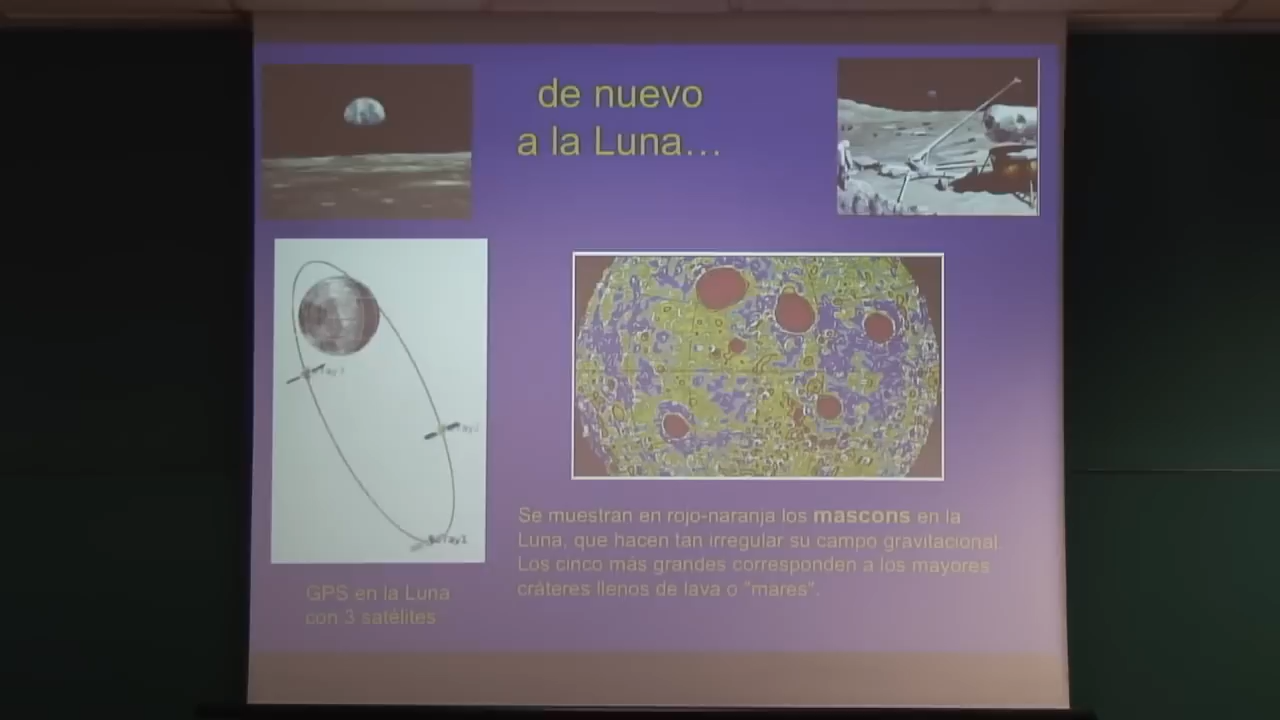 de nuevo
a la Luna…
Se muestran en rojo-naranja los mascons en la
Luna, que hacen tan irregular su campo gravitacional.
Los cinco más grandes corresponden a los mayores
cráteres llenos de lava o "mares".
GPS en la Luna
con 3 satélites